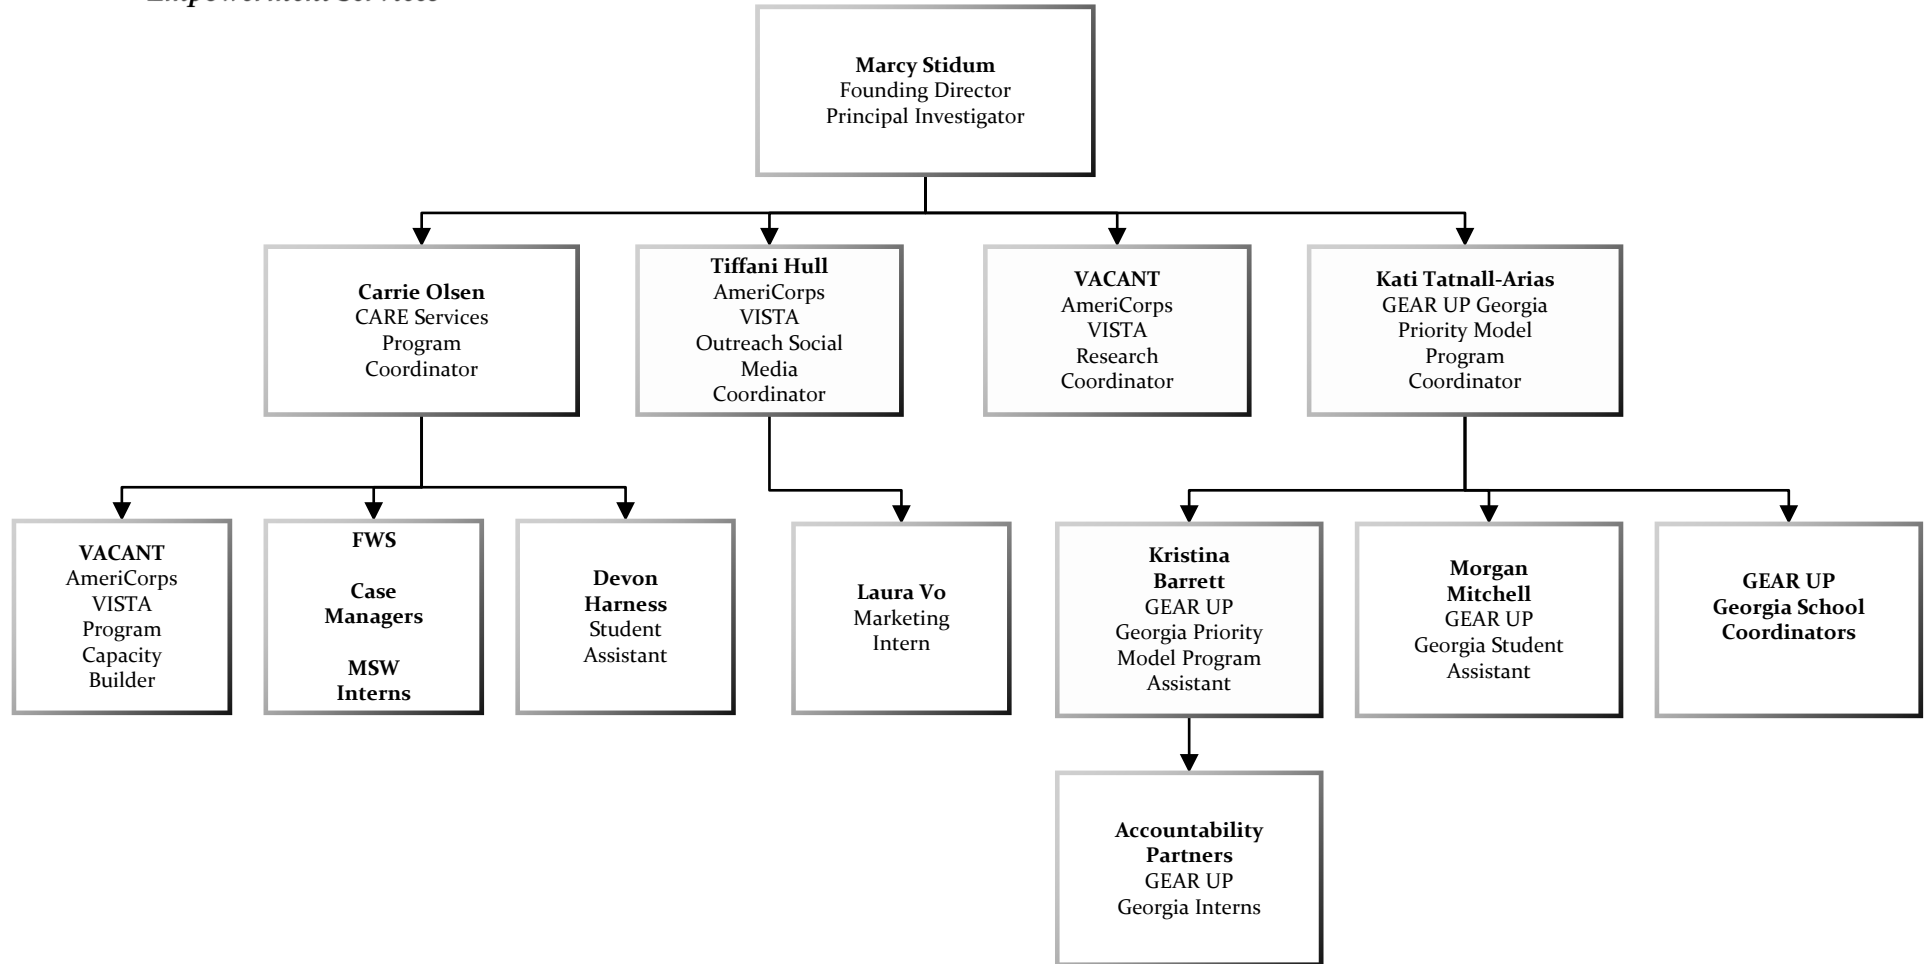 Empowerment Services
Marcy Stidum
Founding Director
Principal Investigator
Carrie Olsen
CARE Services
Program
Coordinator
Tiffani Hull
AmeriCorps
VISTA
Outreach Social
Media
Coordinator
VACANT
AmeriCorps
VISTA
Research
Coordinator
Kati Tatnall-Arias
GEAR UP Georgia
Priority Model
Program
Coordinator
VACANT
AmeriCorps
VISTA
Program
Capacity
Builder
FWS
Case
Managers
MSW
Interns
Devon
Harness
Student
Assistant
Laura Vo
Marketing
Intern
Kristina
Barrett
GEAR UP
Georgia Priority
Model Program
Assistant
Morgan
Mitchell
GEAR UP
Georgia Student
Assistant
GEAR UP
Georgia School
Coordinators
Accountability
Partners
GEAR UP
Georgia Interns